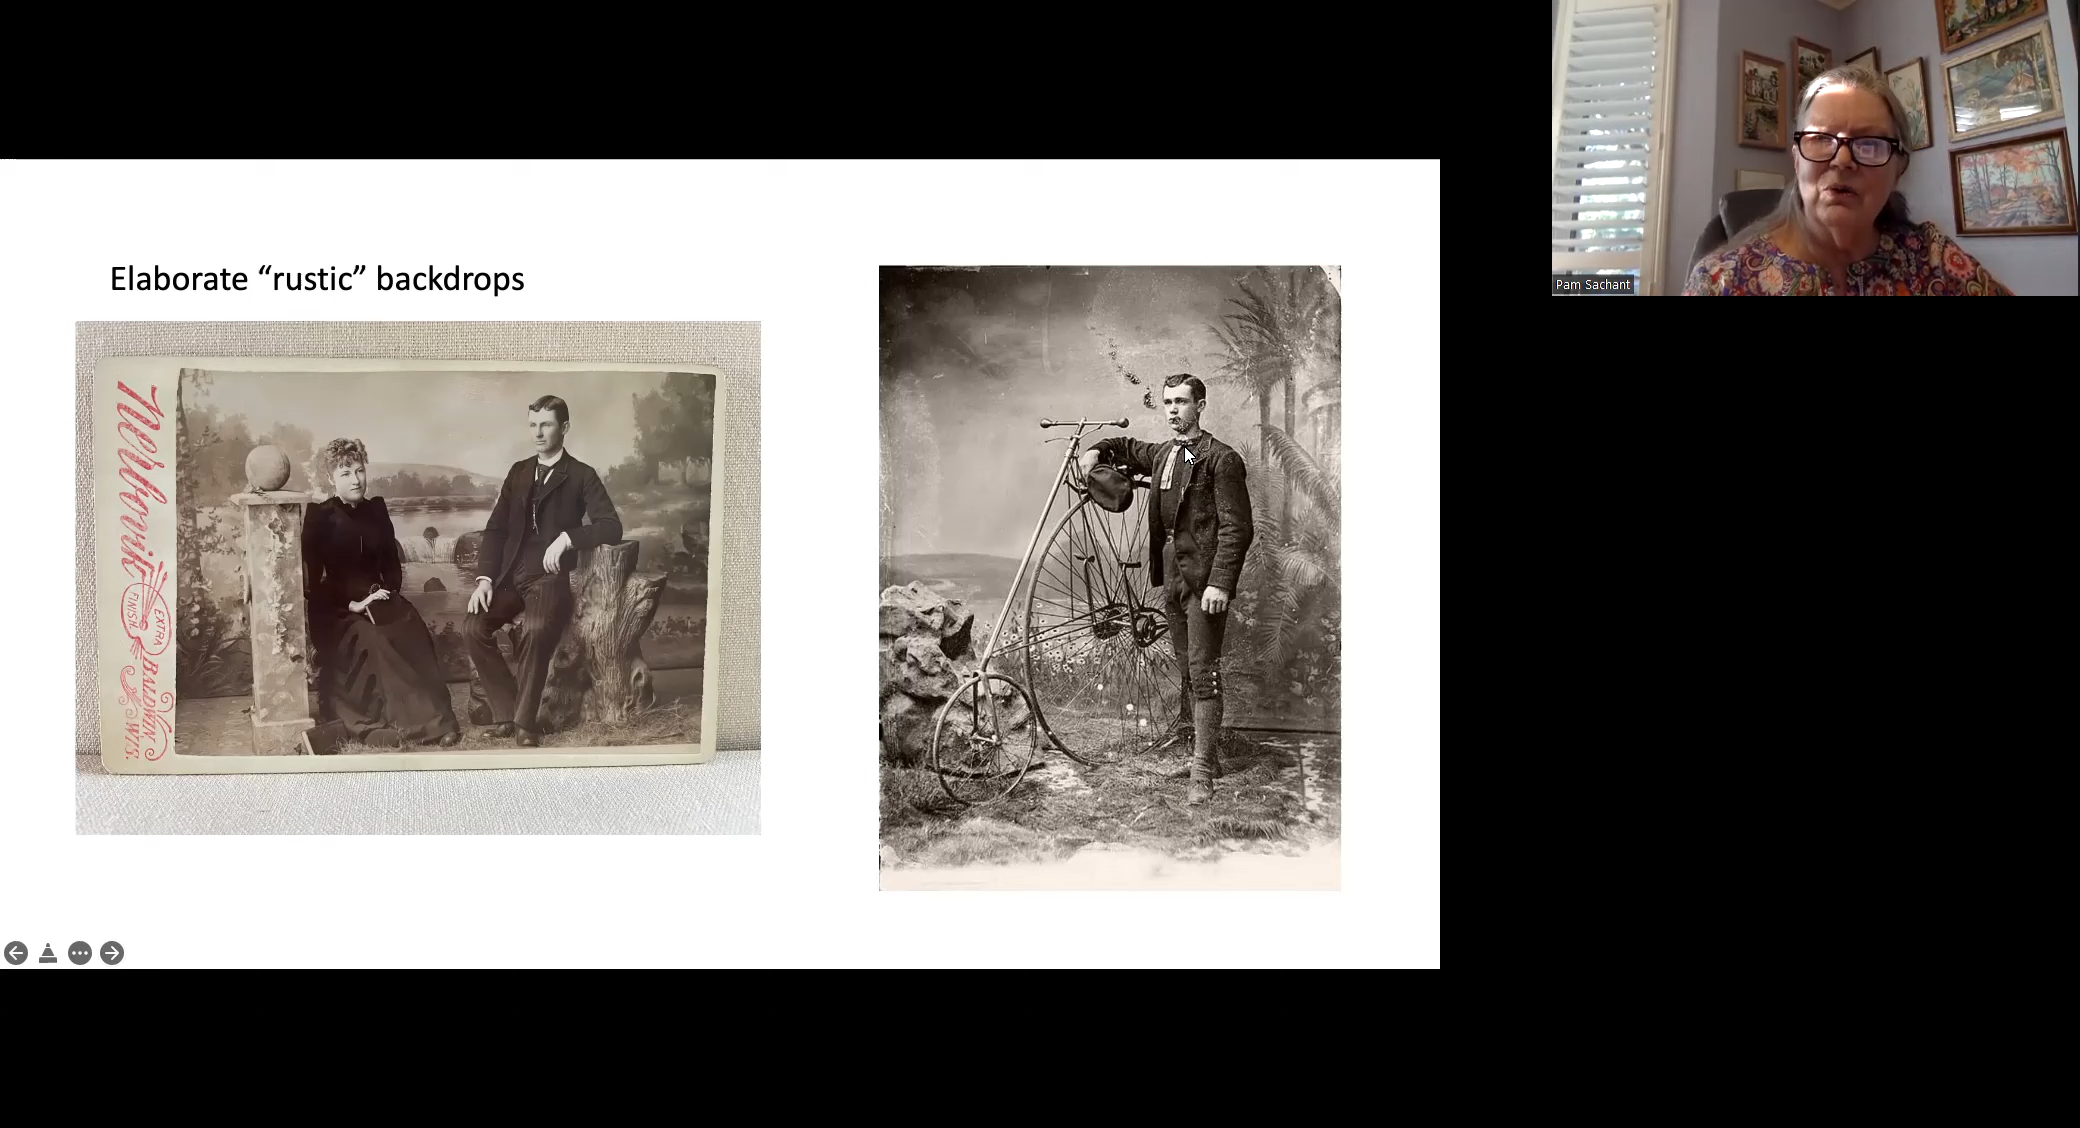 Elaborate “rustic” backdrops
EXTRA
FINISH.
BALDWIN,
WIS.
Pam Sachant